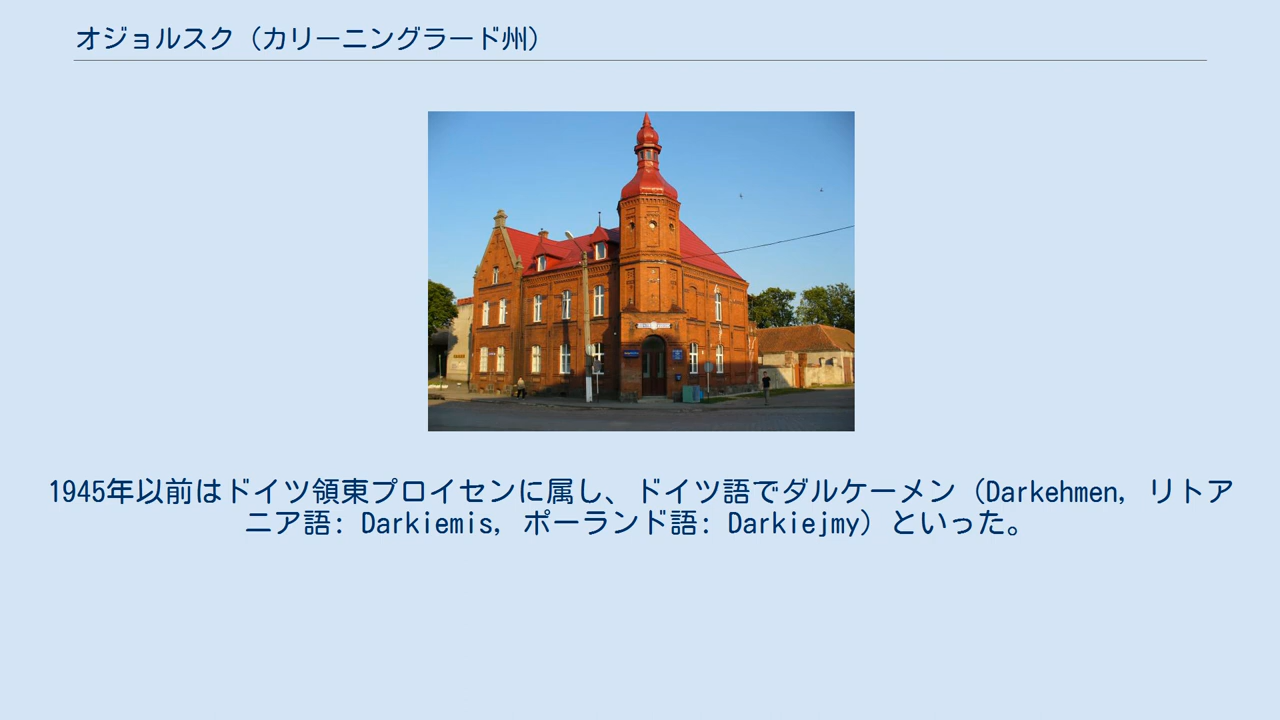 オジョルスク（カリーニングラード州）
1945年以前はドイツ領東プロイセンに属し、ドイツ語でダルケーメン（Darkehmen, リトア
ニア語: Darkiemis, ポーランド語: Darkiejmy）といった。